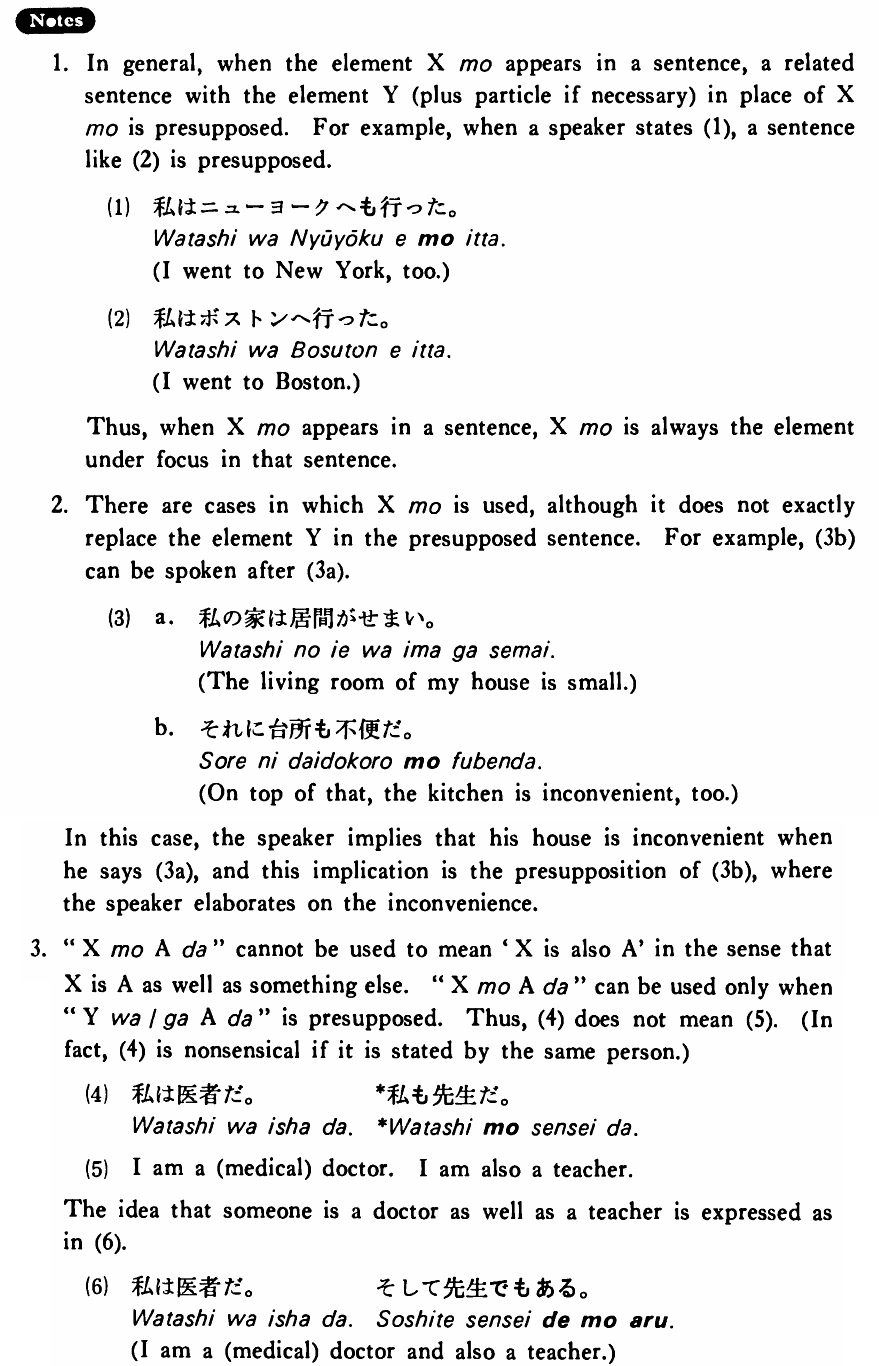 Notes
1. In general, when the element X mo appears in a sentence, a related
sentence with the element Y (plus particle if necessary) in place of X
mo is presupposed. For example, when a speaker states (1), a sentence
like (2) is presupposed.
(1) 私はニューヨークへも行った。
Watashi wa Nyūyōku e mo itta.
(I went to New York, too.)
(2) 私はボストンへ行った。
Watashi wa Bosuton e itta.
(I went to Boston.)
Thus, when X mo appears in a sentence, X mo is always the element
under focus in that sentence.
2. There are cases in which X mo is used, although it does not exactly
replace the element Y in the presupposed sentence. For example, (3b)
can be spoken after (3a).
(3) a. 私の家は居間がせまい。
Watashi no ie wa ima ga semai.
(The living room of my house is small.)
b. それに台所も不便だ。
Sore ni daidokoro mo fubenda.
(On top of that, the kitchen is inconvenient, too.)
In this case, the speaker implies that his house is inconvenient when
he says (3a), and this implication is the presupposition of (3b), where
the speaker elaborates on the inconvenience.
3. "X mo A da" cannot be used to mean 'X is also A' in the sense that
X is A as well as something else. "X mo A da" can be used only when
"Y wa / ga A da" is presupposed. Thus, (4) does not mean (5). (In
fact, (4) is nonsensical if it is stated by the same person.)
(4) 私は医者だ。 *私も先生だ。
Watashi wa isha da. *Watashi mo sensei da.
(5) I am a (medical) doctor. I am also a teacher.
The idea that someone is a doctor as well as a teacher is expressed as
in (6).
(6) 私は医者だ。 そして先生でもある。
Watashi wa isha da. Soshite sensei de mo aru.
(I am a (medical) doctor and also a teacher.)